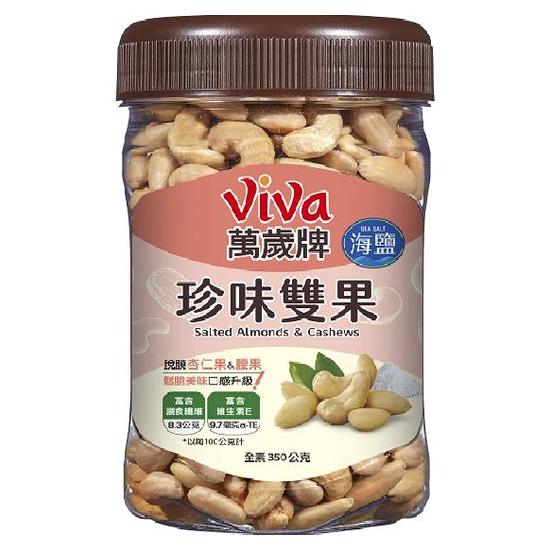 Viva
萬歲牌
SEA SALT
海鹽
珍味雙果
Salted Almonds & Cashews
脫膜杏仁果&腰果
鬆脆美味口感升級!
富含
膳食纖維
8.3公克
富含
維生素E
9.7毫克α-TE
*以每100公克計
全素 350公克